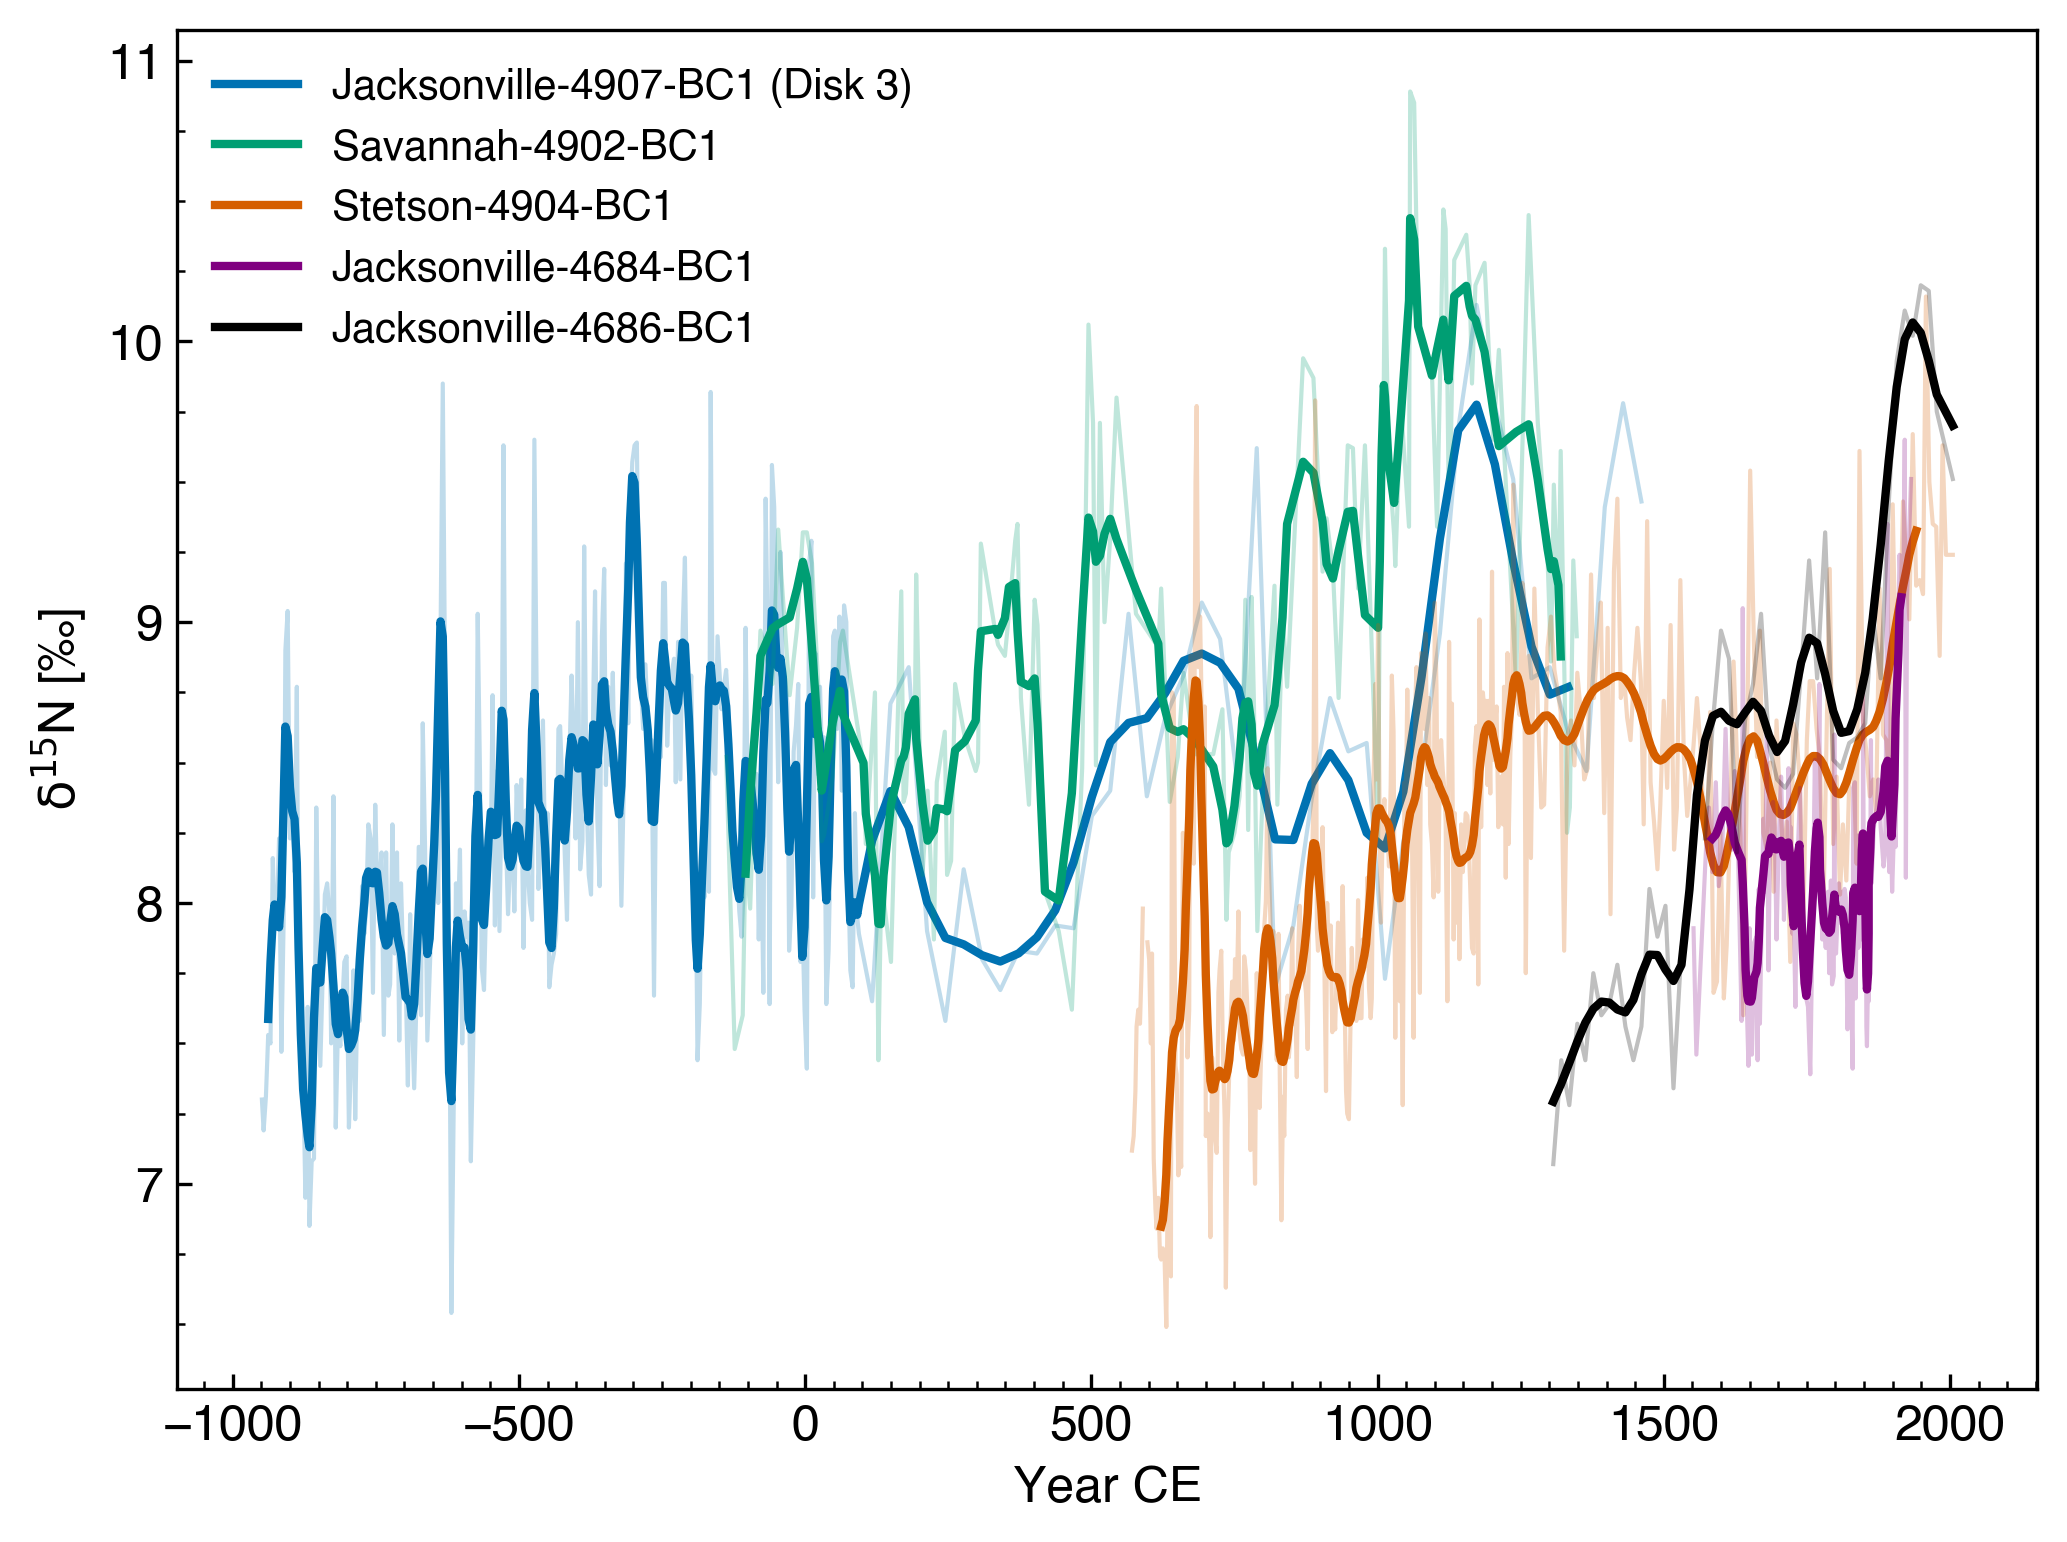 Jacksonville-4907-BC1 (Disk 3)
Savannah-4902-BC1
Stetson-4904-BC1
Jacksonville-4684-BC1
Jacksonville-4686-BC1
11
10
9
8
7
δ¹⁵N [‰]
−1000 −500 0 500 1000 1500 2000
Year CE